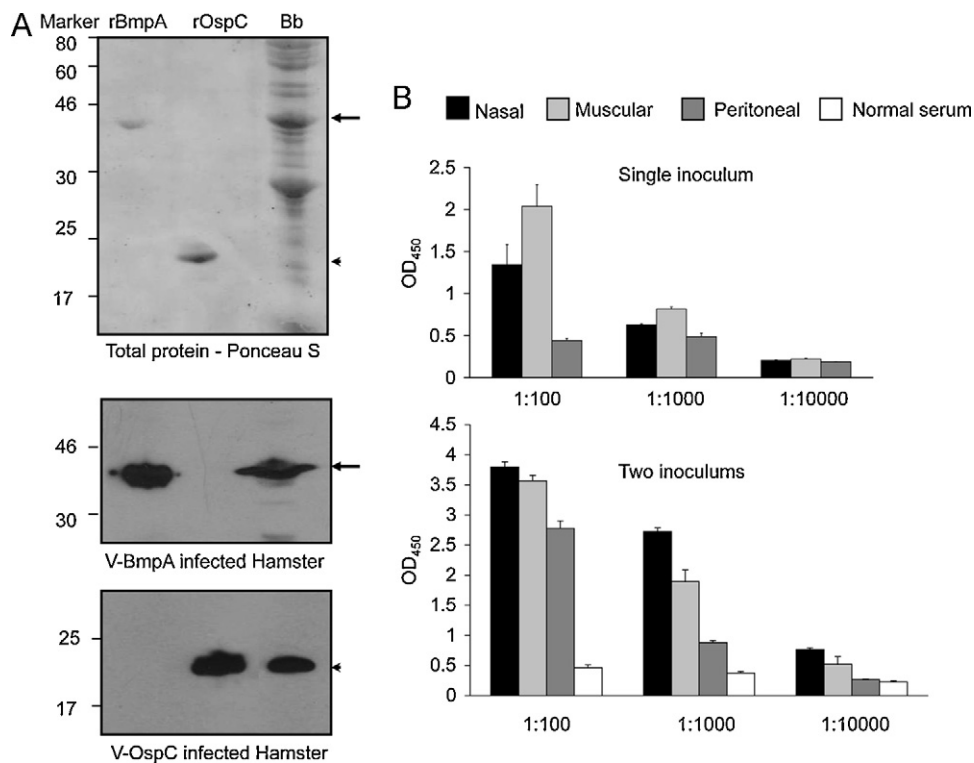 A
Marker rBmpA rOspC Bb
80
60
46
30
25
17
Total protein - Ponceau S
46
30
V-BmpA infected Hamster
25
17
V-OspC infected Hamster
B
Nasal Muscular Peritoneal Normal serum
Single inoculum
OD450
2.5
2
1.5
1
0.5
0
1:100 1:1000 1:10000
Two inoculums
OD450
4.5
4
3.5
3
2.5
2
1.5
1
0.5
0
1:100 1:1000 1:10000